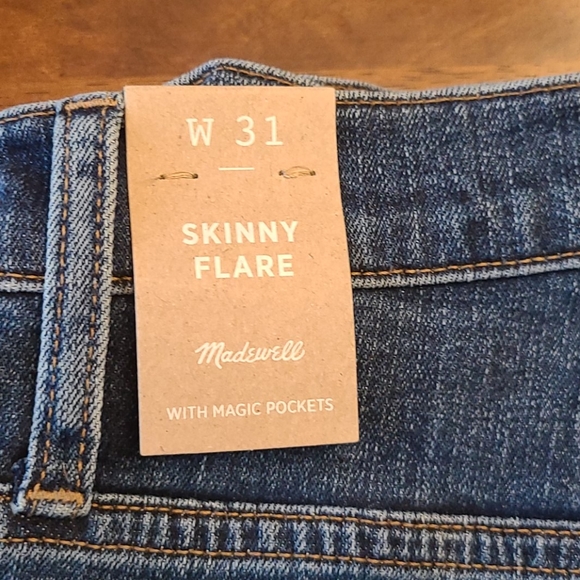 W 31
SKINNY
FLARE
Madewell
WITH MAGIC POCKETS